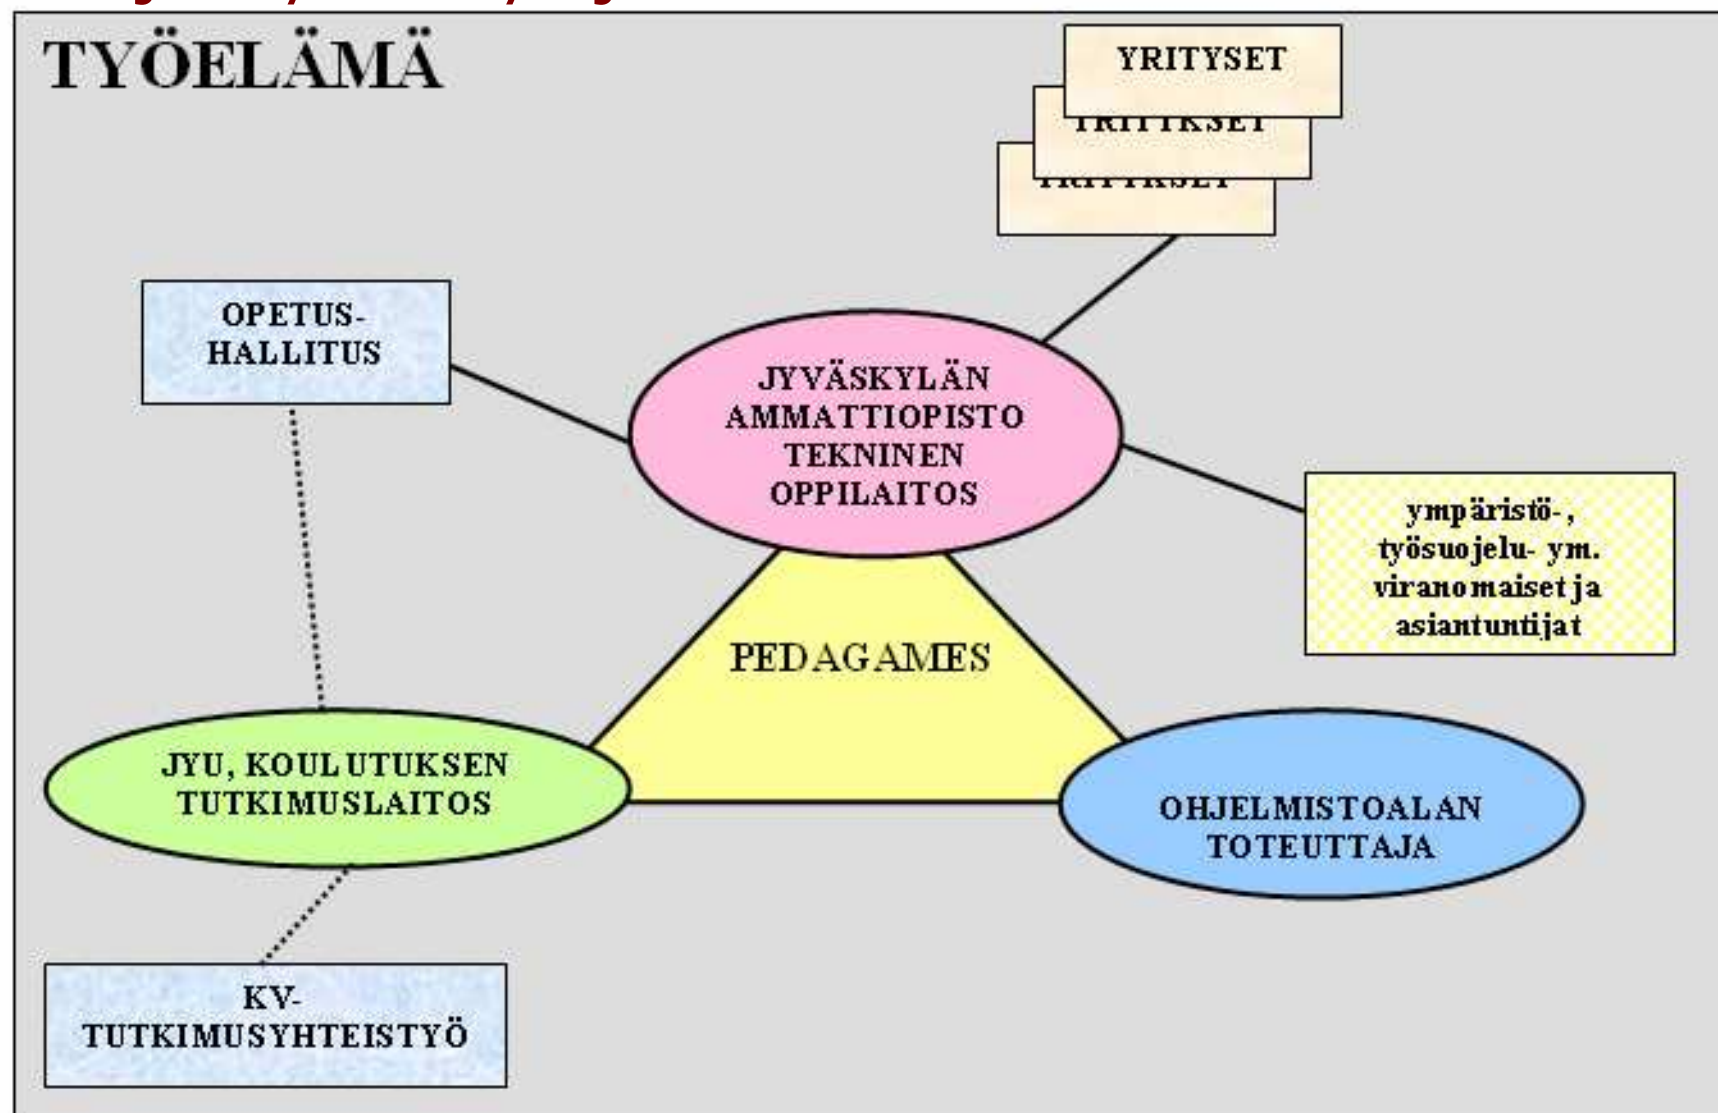 TYÖELÄMÄ
YRITYSET
OPETUS-
HALLITUS
JYVÄSKYLÄN
AMMATTIOPISTO
TEKNINEN
OPPILAITOS
ympäristö-,
työsuojelu- ym.
viranomaiset ja
asiantuntijat
PEDAGAMES
JYU, KOULUTUKSEN
TUTKIMUSLAITOS
OHJELMISTOALAN
TOTEUTTAJA
KV-
TUTKIMUSYHTEISTYÖ